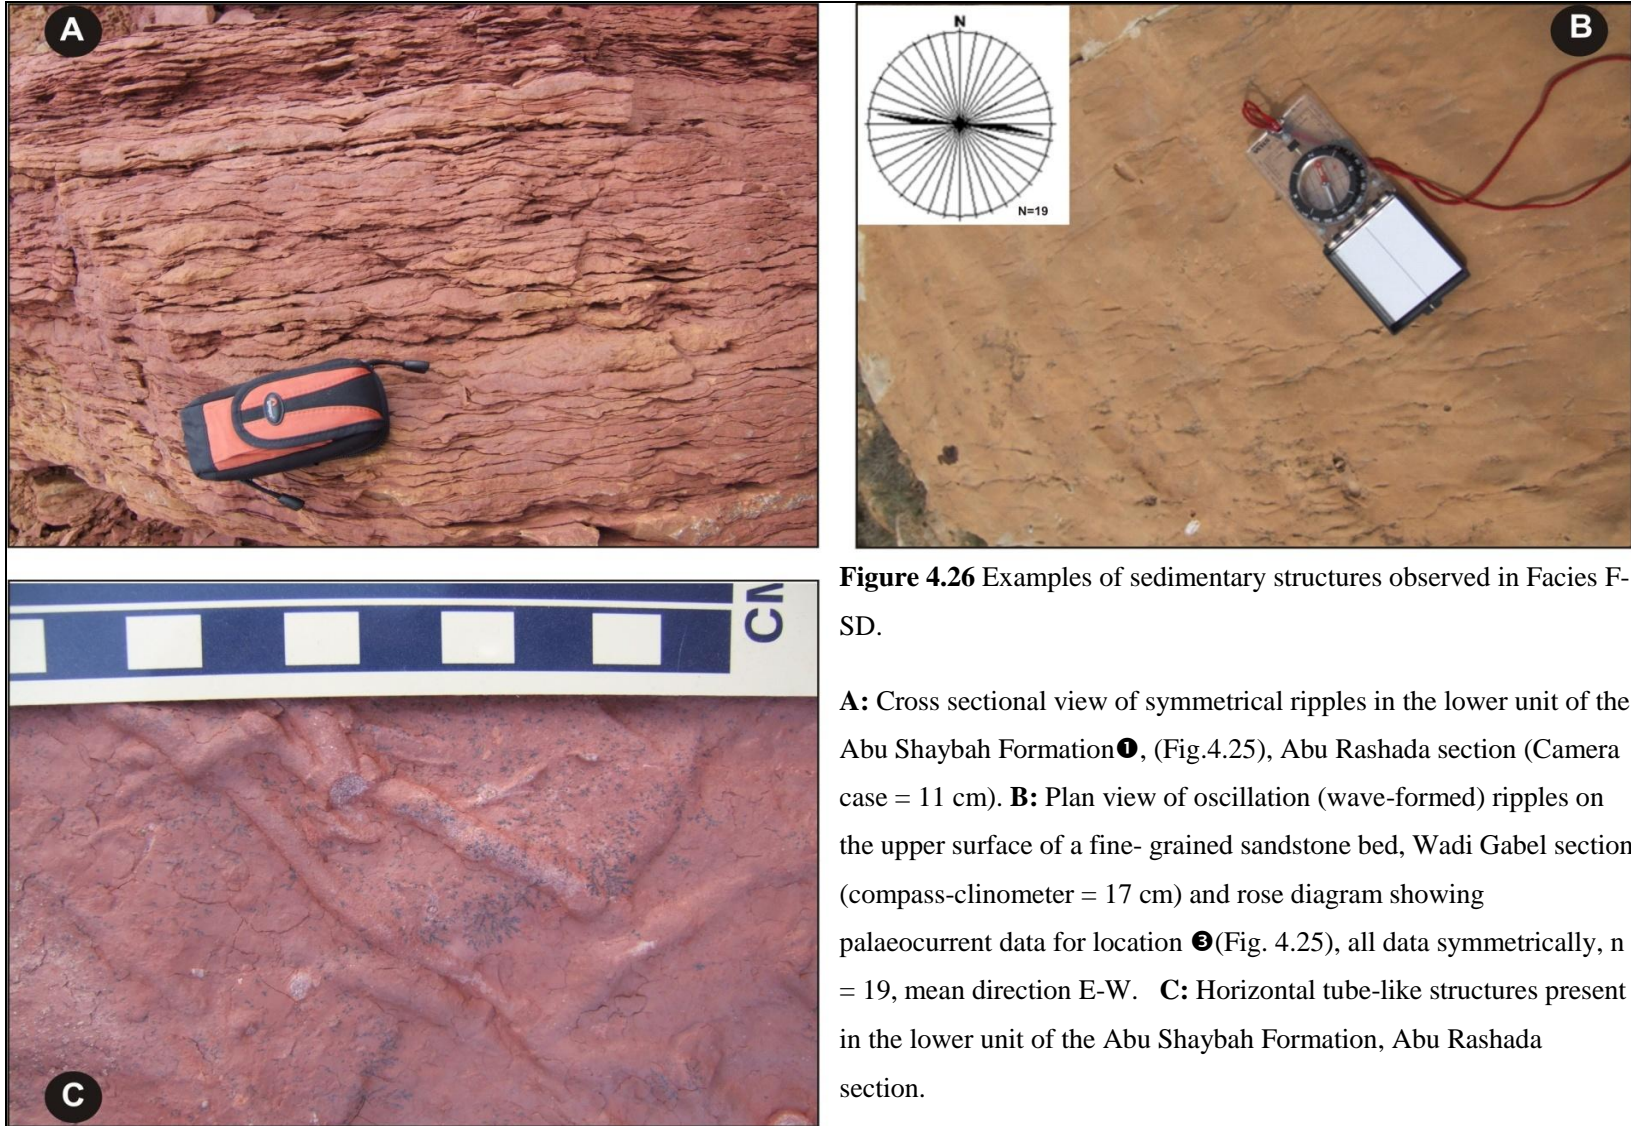 A
N
N=19
B
CM
C
Figure 4.26 Examples of sedimentary structures observed in Facies F-
SD.
A: Cross sectional view of symmetrical ripples in the lower unit of the
Abu Shaybah Formation❶, (Fig.4.25), Abu Rashada section (Camera
case = 11 cm). B: Plan view of oscillation (wave-formed) ripples on
the upper surface of a fine- grained sandstone bed, Wadi Gabel section
(compass-clinometer = 17 cm) and rose diagram showing
palaeocurrent data for location ❸(Fig. 4.25), all data symmetrically, n
= 19, mean direction E-W. C: Horizontal tube-like structures present
in the lower unit of the Abu Shaybah Formation, Abu Rashada
section.